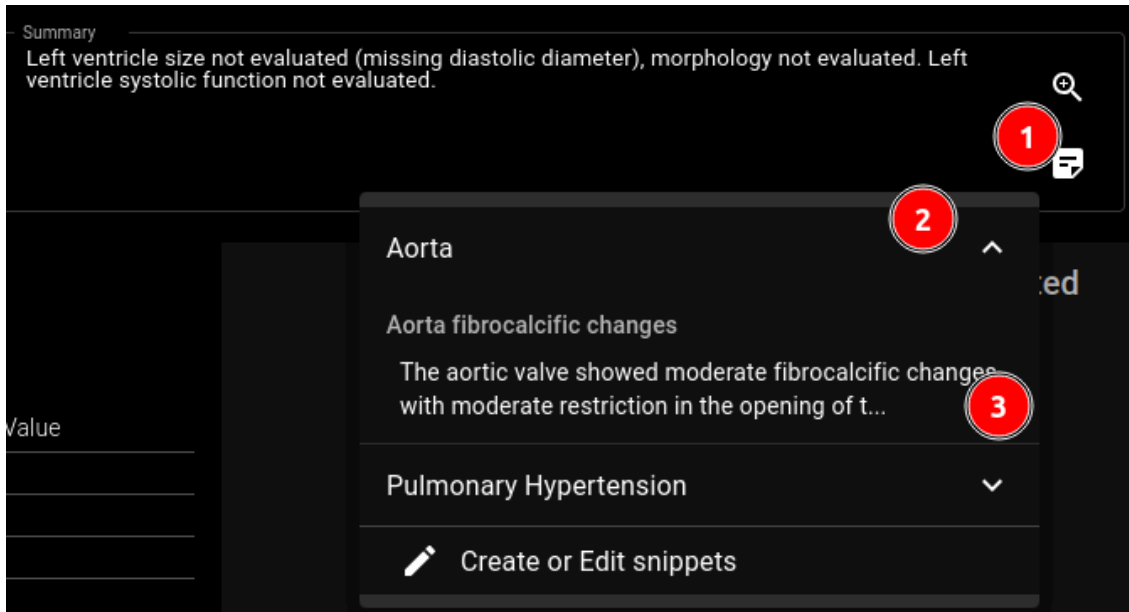 Summary
Left ventricle size not evaluated (missing diastolic diameter), morphology not evaluated. Left
ventricle systolic function not evaluated.
1
2
Aorta
ted
Aorta fibrocalcific changes
The aortic valve showed moderate fibrocalcific changes
with moderate restriction in the opening of t...
3
Value
Pulmonary Hypertension
Create or Edit snippets